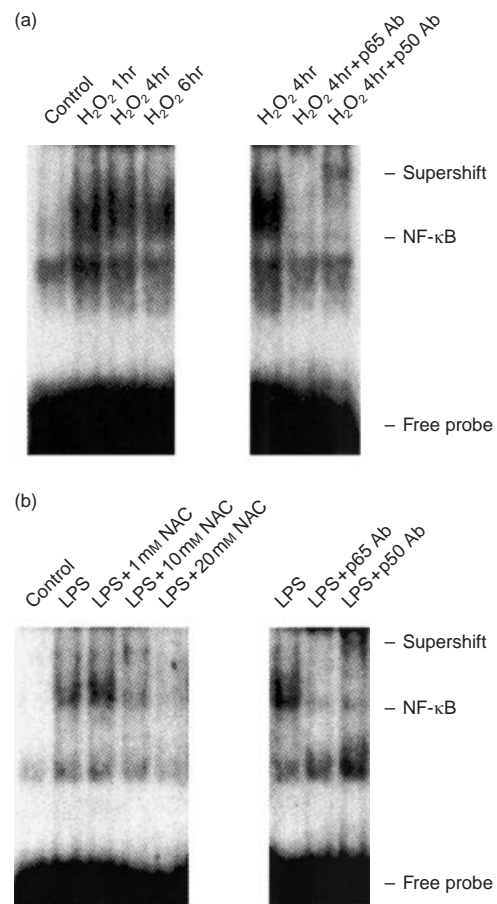 (a)
Control
H₂O₂ 1hr
H₂O₂ 4hr
H₂O₂ 6hr
H₂O₂ 4hr
H₂O₂ 4hr+p65 Ab
H₂O₂ 4hr+p50 Ab
– Supershift
– NF-κB
– Free probe
(b)
Control
LPS
LPS+1 mM NAC
LPS+10 mM NAC
LPS+20 mM NAC
LPS
LPS+p65 Ab
LPS+p50 Ab
– Supershift
– NF-κB
– Free probe